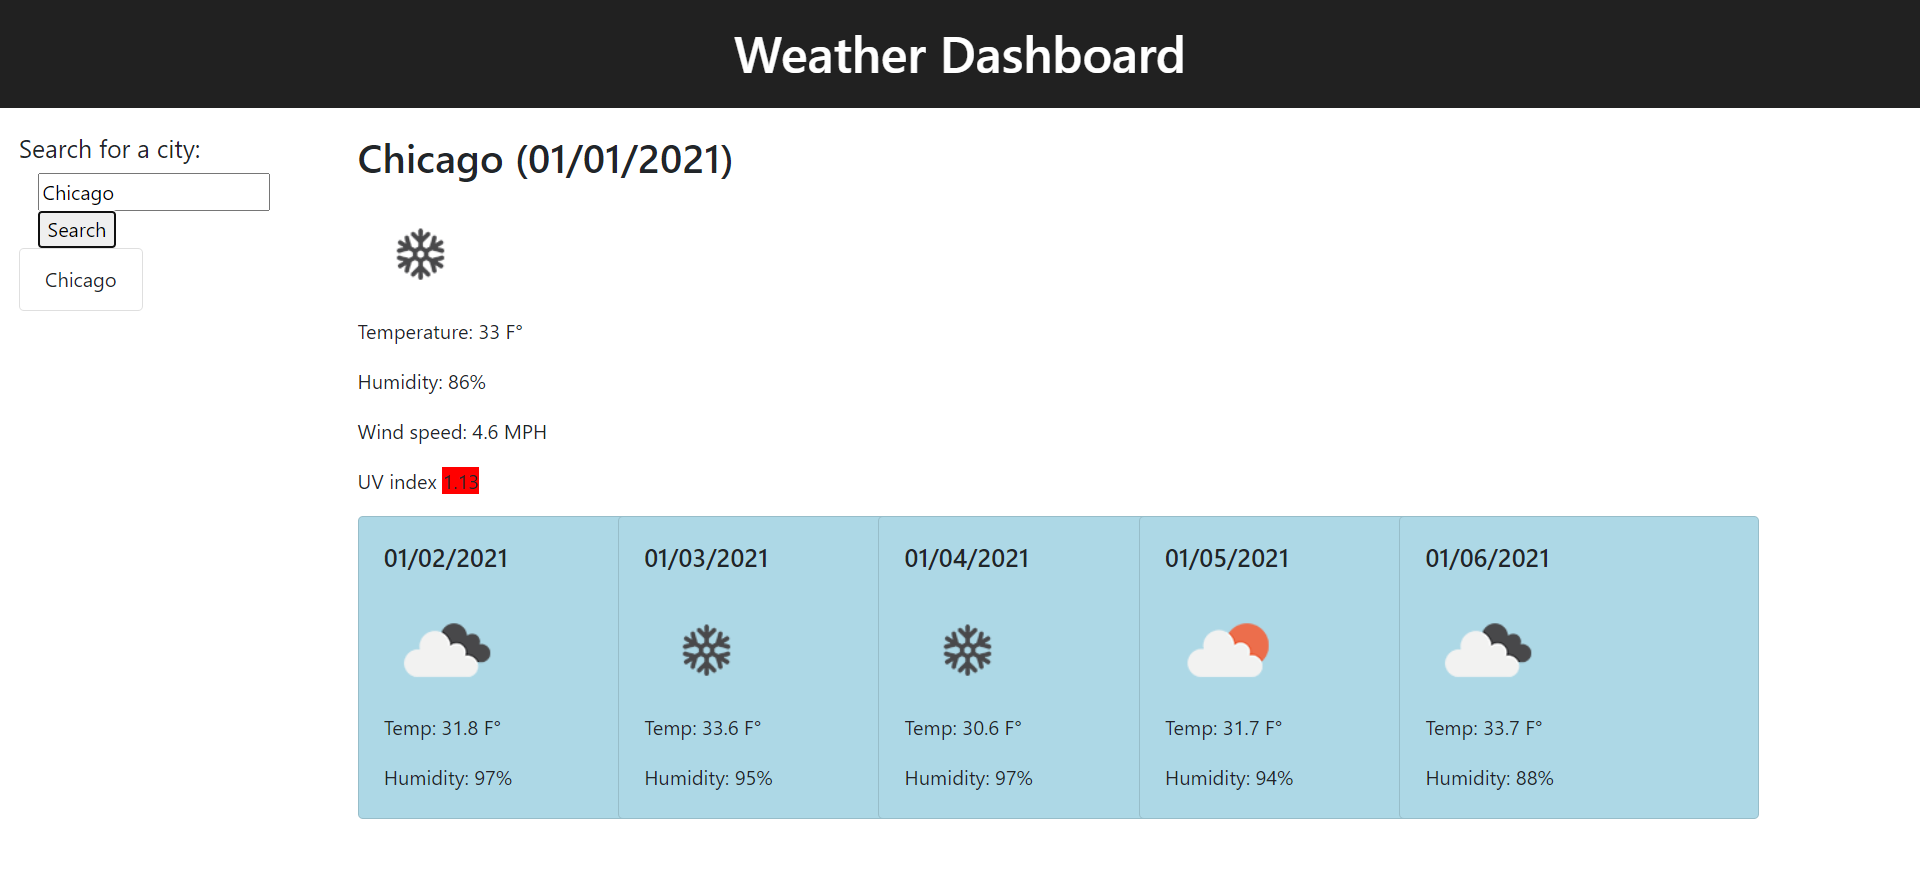 Weather Dashboard
Search for a city:
Chicago
Search
Chicago
Chicago (01/01/2021)
Temperature: 33 F°
Humidity: 86%
Wind speed: 4.6 MPH
UV index 1.13
01/02/2021
Temp: 31.8 F°
Humidity: 97%
01/03/2021
Temp: 33.6 F°
Humidity: 95%
01/04/2021
Temp: 30.6 F°
Humidity: 97%
01/05/2021
Temp: 31.7 F°
Humidity: 94%
01/06/2021
Temp: 33.7 F°
Humidity: 88%